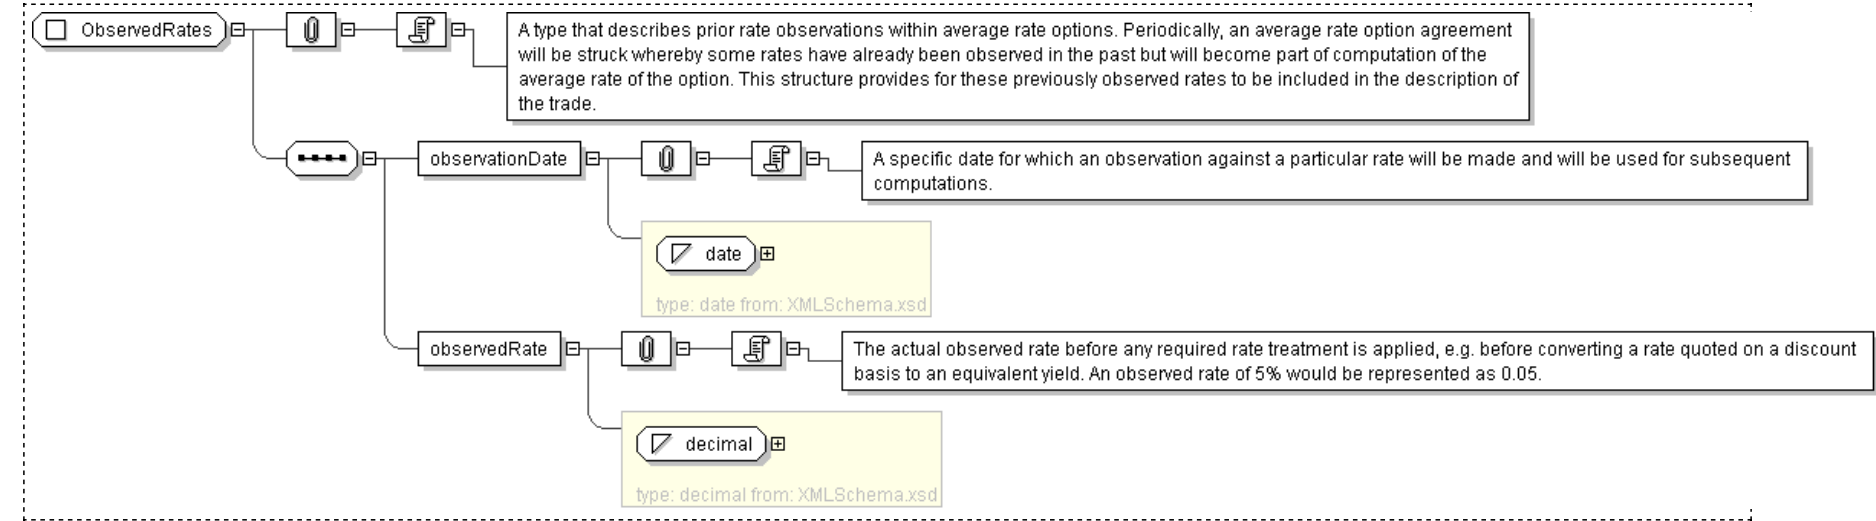 ObservedRates
A type that describes prior rate observations within average rate options. Periodically, an average rate option agreement
will be struck whereby some rates have already been observed in the past but will become part of computation of the
average rate of the option. This structure provides for these previously observed rates to be included in the description of
the trade.
observationDate
A specific date for which an observation against a particular rate will be made and will be used for subsequent
computations.
date
type: date from: XMLSchema.xsd
observedRate
The actual observed rate before any required rate treatment is applied, e.g. before converting a rate quoted on a discount
basis to an equivalent yield. An observed rate of 5% would be represented as 0.05.
decimal
type: decimal from: XMLSchema.xsd